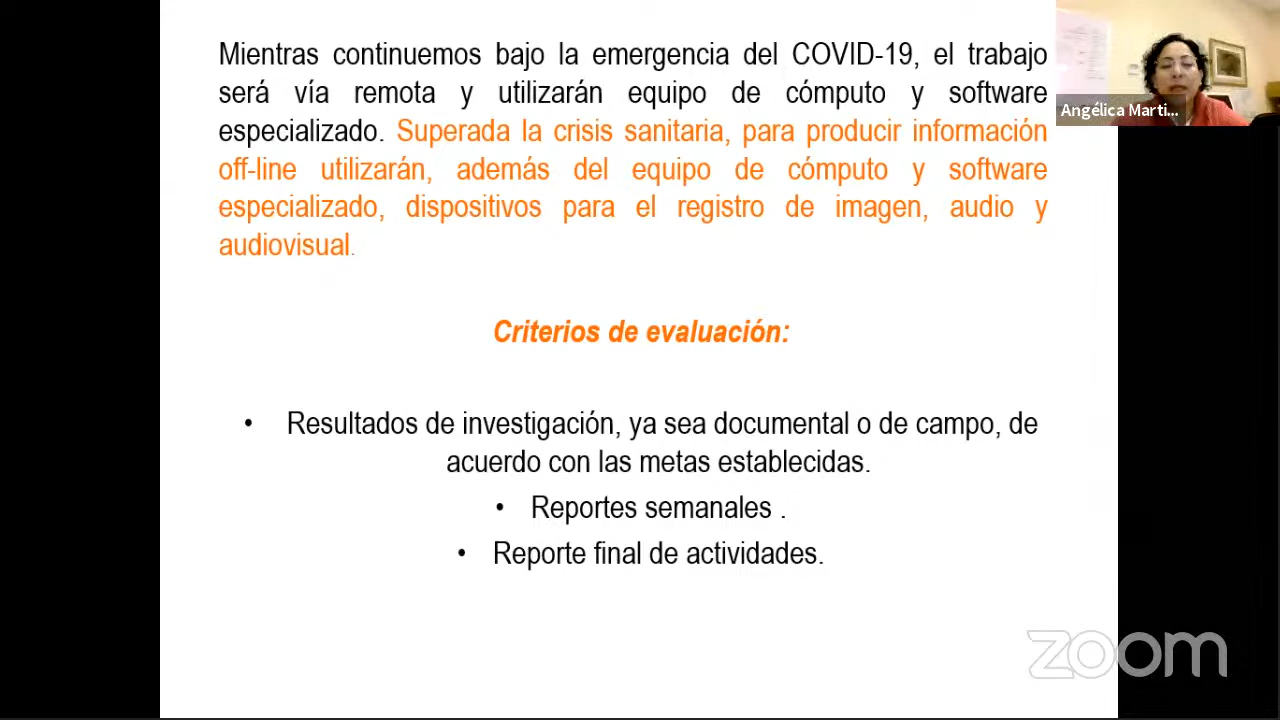 Mientras continuemos bajo la emergencia del COVID-19, el trabajo
será vía remota y utilizarán equipo de cómputo y software
especializado. Superada la crisis sanitaria, para producir información
off-line utilizarán, además del equipo de cómputo y software
especializado, dispositivos para el registro de imagen, audio y
audiovisual.
Criterios de evaluación:
• Resultados de investigación, ya sea documental o de campo, de
acuerdo con las metas establecidas.
• Reportes semanales .
• Reporte final de actividades.
Angélica Marti...
zoom